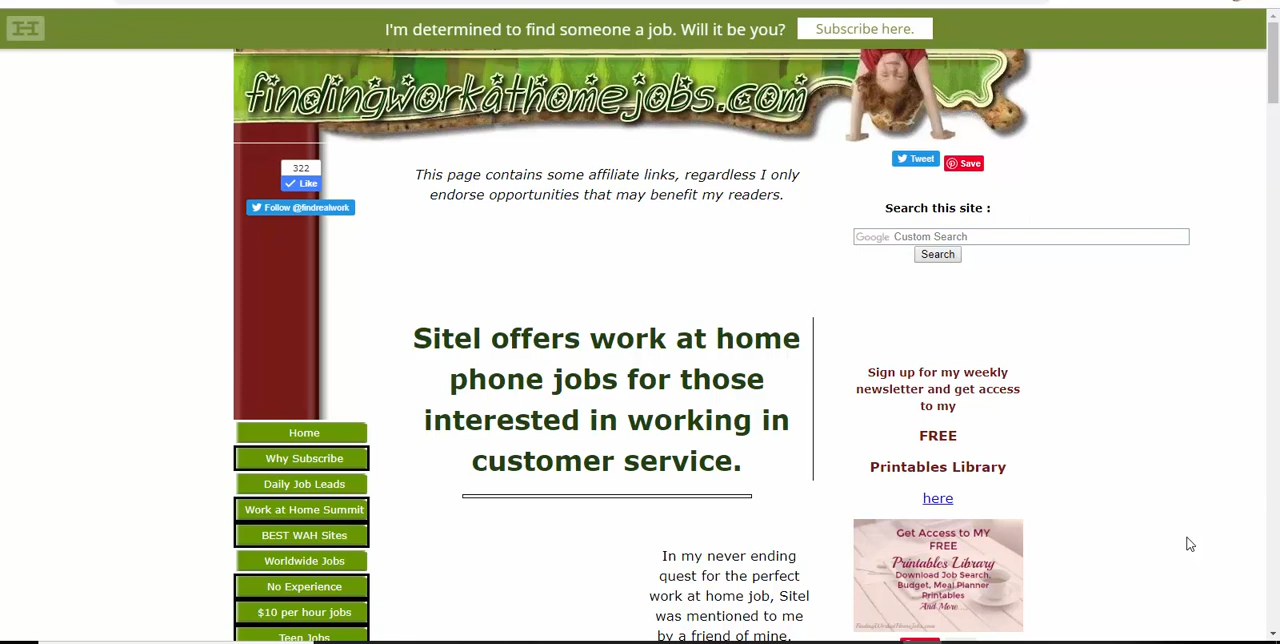 I'm determined to find someone a job. Will it be you?
Subscribe here.
findingworkathomejobs.com
322
Like
Follow @findrealwork
This page contains some affiliate links, regardless I only
endorse opportunities that may benefit my readers.
Tweet
Save
Search this site :
Google Custom Search
Search
Sitel offers work at home
phone jobs for those
interested in working in
customer service.
Sign up for my weekly
newsletter and get access
to my
FREE
Printables Library
here
Home
Why Subscribe
Daily Job Leads
Work at Home Summit
BEST WAH Sites
Worldwide Jobs
No Experience
$10 per hour jobs
Teen Jobs
In my never ending
quest for the perfect
work at home job, Sitel
was mentioned to me
by a friend of mine.
Get Access to MY
FREE
Printables Library
Download Job Search,
Budget, Meal Planner
Printables
And More
FindingWorkatHomeJobs.com